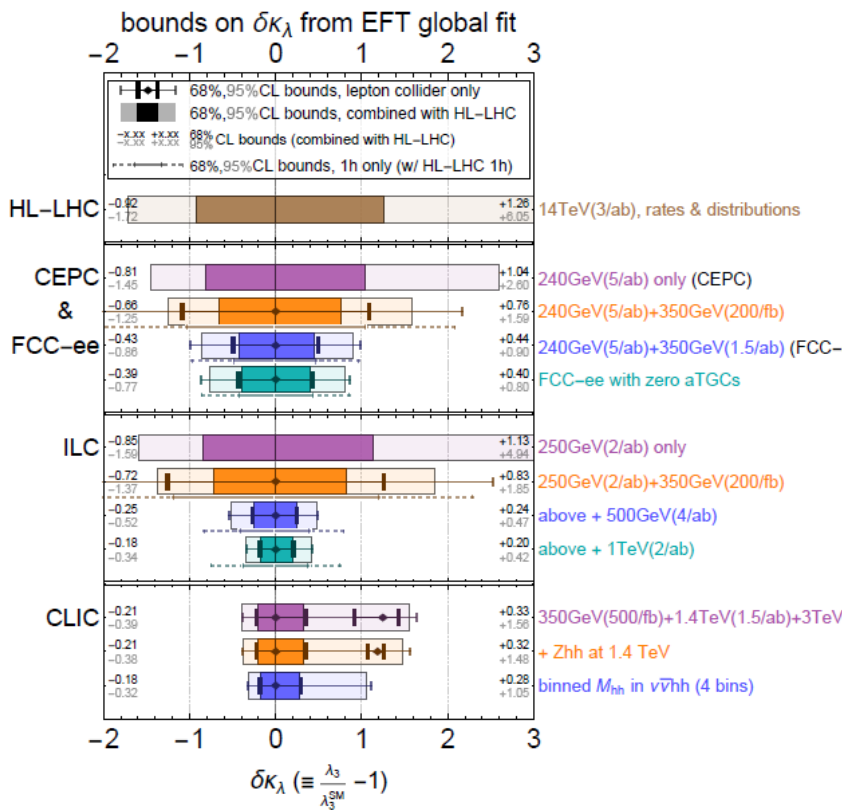 bounds on δκλ from EFT global fit
−2 −1 0 1 2 3
68%,95%CL bounds, lepton collider only
68%,95%CL bounds, combined with HL−LHC
−x.xx +x.xx 68% CL bounds (combined with HL−LHC)
−x.xx +x.xx 95%
68%,95%CL bounds, 1h only (w/ HL−LHC 1h)
HL−LHC −0.92 +1.26 14TeV(3/ab), rates & distributions
−1.72 +6.05
CEPC −0.81 +1.04 240GeV(5/ab) only (CEPC)
−1.45 +2.60
& −0.66 +0.76 240GeV(5/ab)+350GeV(200/fb)
−1.25 +1.59
FCC−ee −0.43 +0.44 240GeV(5/ab)+350GeV(1.5/ab) (FCC−
−0.86 +0.90
−0.39 +0.40 FCC−ee with zero aTGCs
−0.77 +0.80
ILC −0.85 +1.13 250GeV(2/ab) only
−1.59 +4.94
−0.72 +0.83 250GeV(2/ab)+350GeV(200/fb)
−1.37 +1.85
−0.25 +0.24 above + 500GeV(4/ab)
−0.52 +0.47
−0.18 +0.20 above + 1TeV(2/ab)
−0.34 +0.42
CLIC −0.21 +0.33 350GeV(500/fb)+1.4TeV(1.5/ab)+3TeV
−0.39 +1.56
−0.21 +0.32 + Zhh at 1.4 TeV
−0.38 +1.48
−0.18 +0.28 binned Mhh in νν̅hh (4 bins)
−0.32 +1.05
−2 −1 0 1 2 3
δκλ (≡ λ3/λ3SM −1)